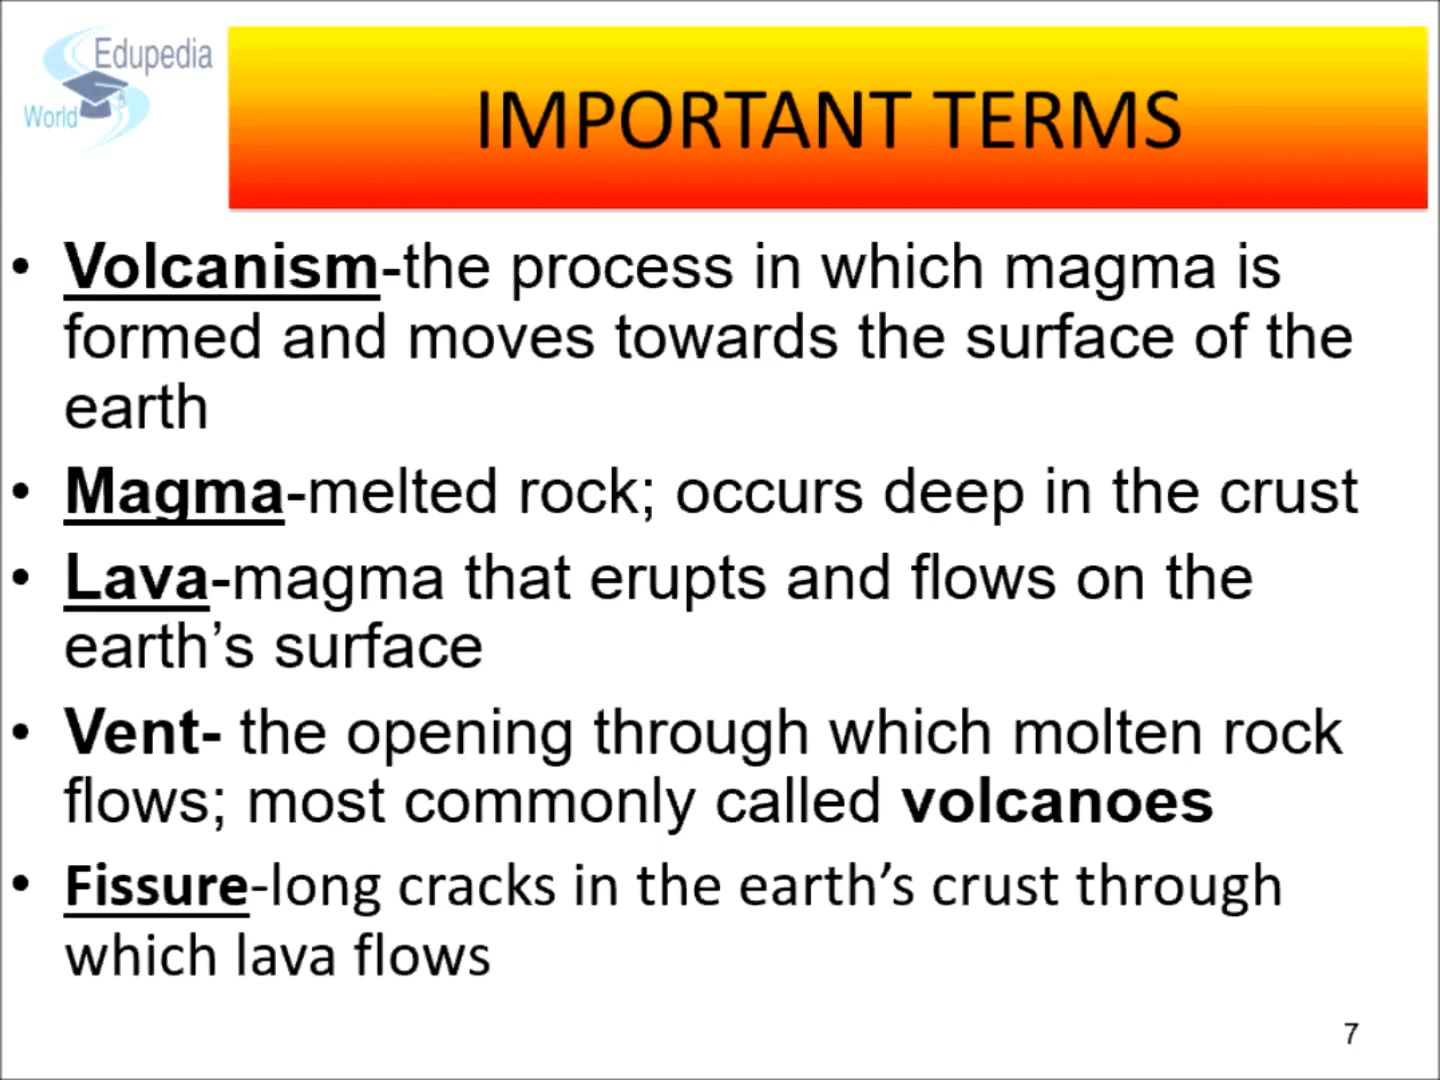 Edupedia
World
IMPORTANT TERMS
• Volcanism-the process in which magma is
formed and moves towards the surface of the
earth
• Magma-melted rock; occurs deep in the crust
• Lava-magma that erupts and flows on the
earth’s surface
• Vent- the opening through which molten rock
flows; most commonly called volcanoes
• Fissure-long cracks in the earth’s crust through
which lava flows
7